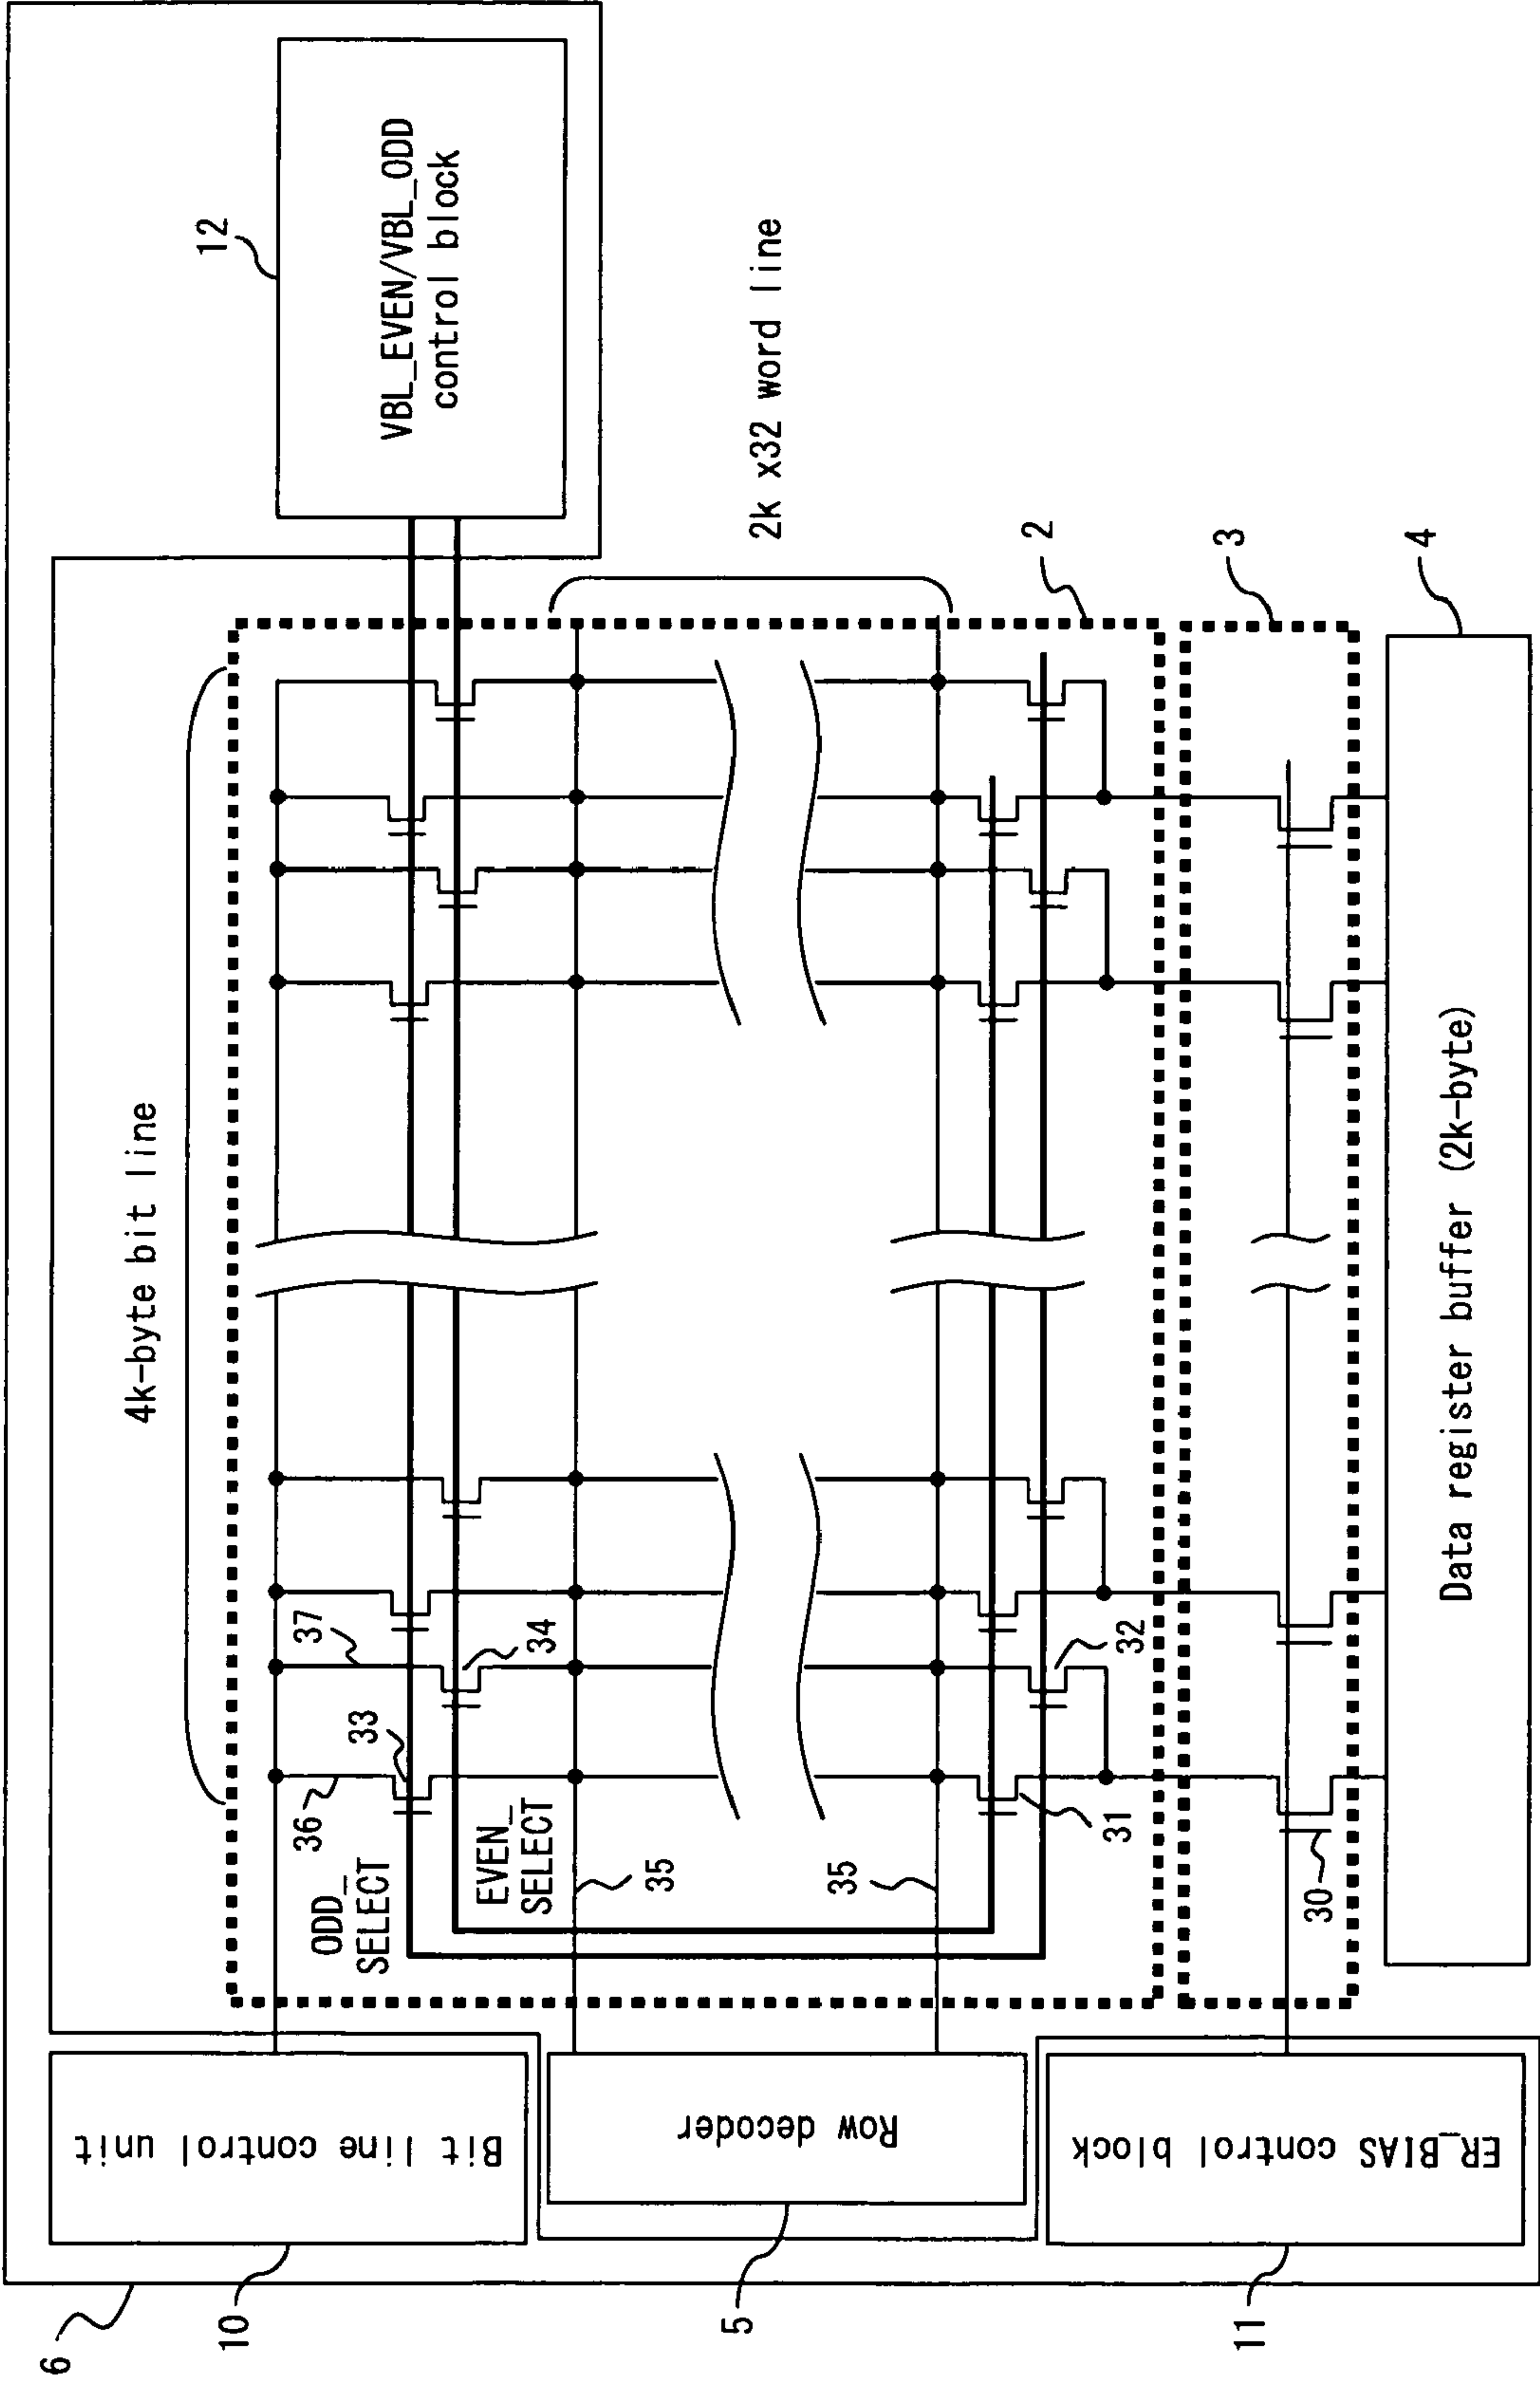 6
10
Bit line control unit
5
Row decoder
11
ER_BIAS control block
4k-byte bit line
12
VBL_EVEN/VBL_ODD
control block
2k x32 word line
ODD_
SELECT
EVEN_
SELECT
36
33
37
34
35
35
31
32
30
2
3
4
Data register buffer (2k-byte)